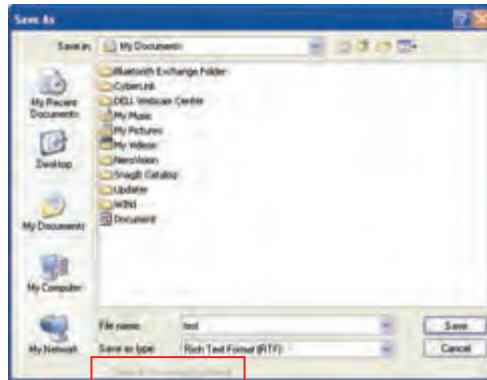 Save As
Save in:
My Documents
My Recent
Documents
Desktop
My Documents
My Computer
My Network
Bluetooth Exchange Folder
CyberLink
DELL Webcam Center
My Music
My Pictures
My Videos
NeroVision
SnagIt Catalog
Updater
Document
File name:
test
Save
Save as type:
Rich Text Format (RTF)
Cancel